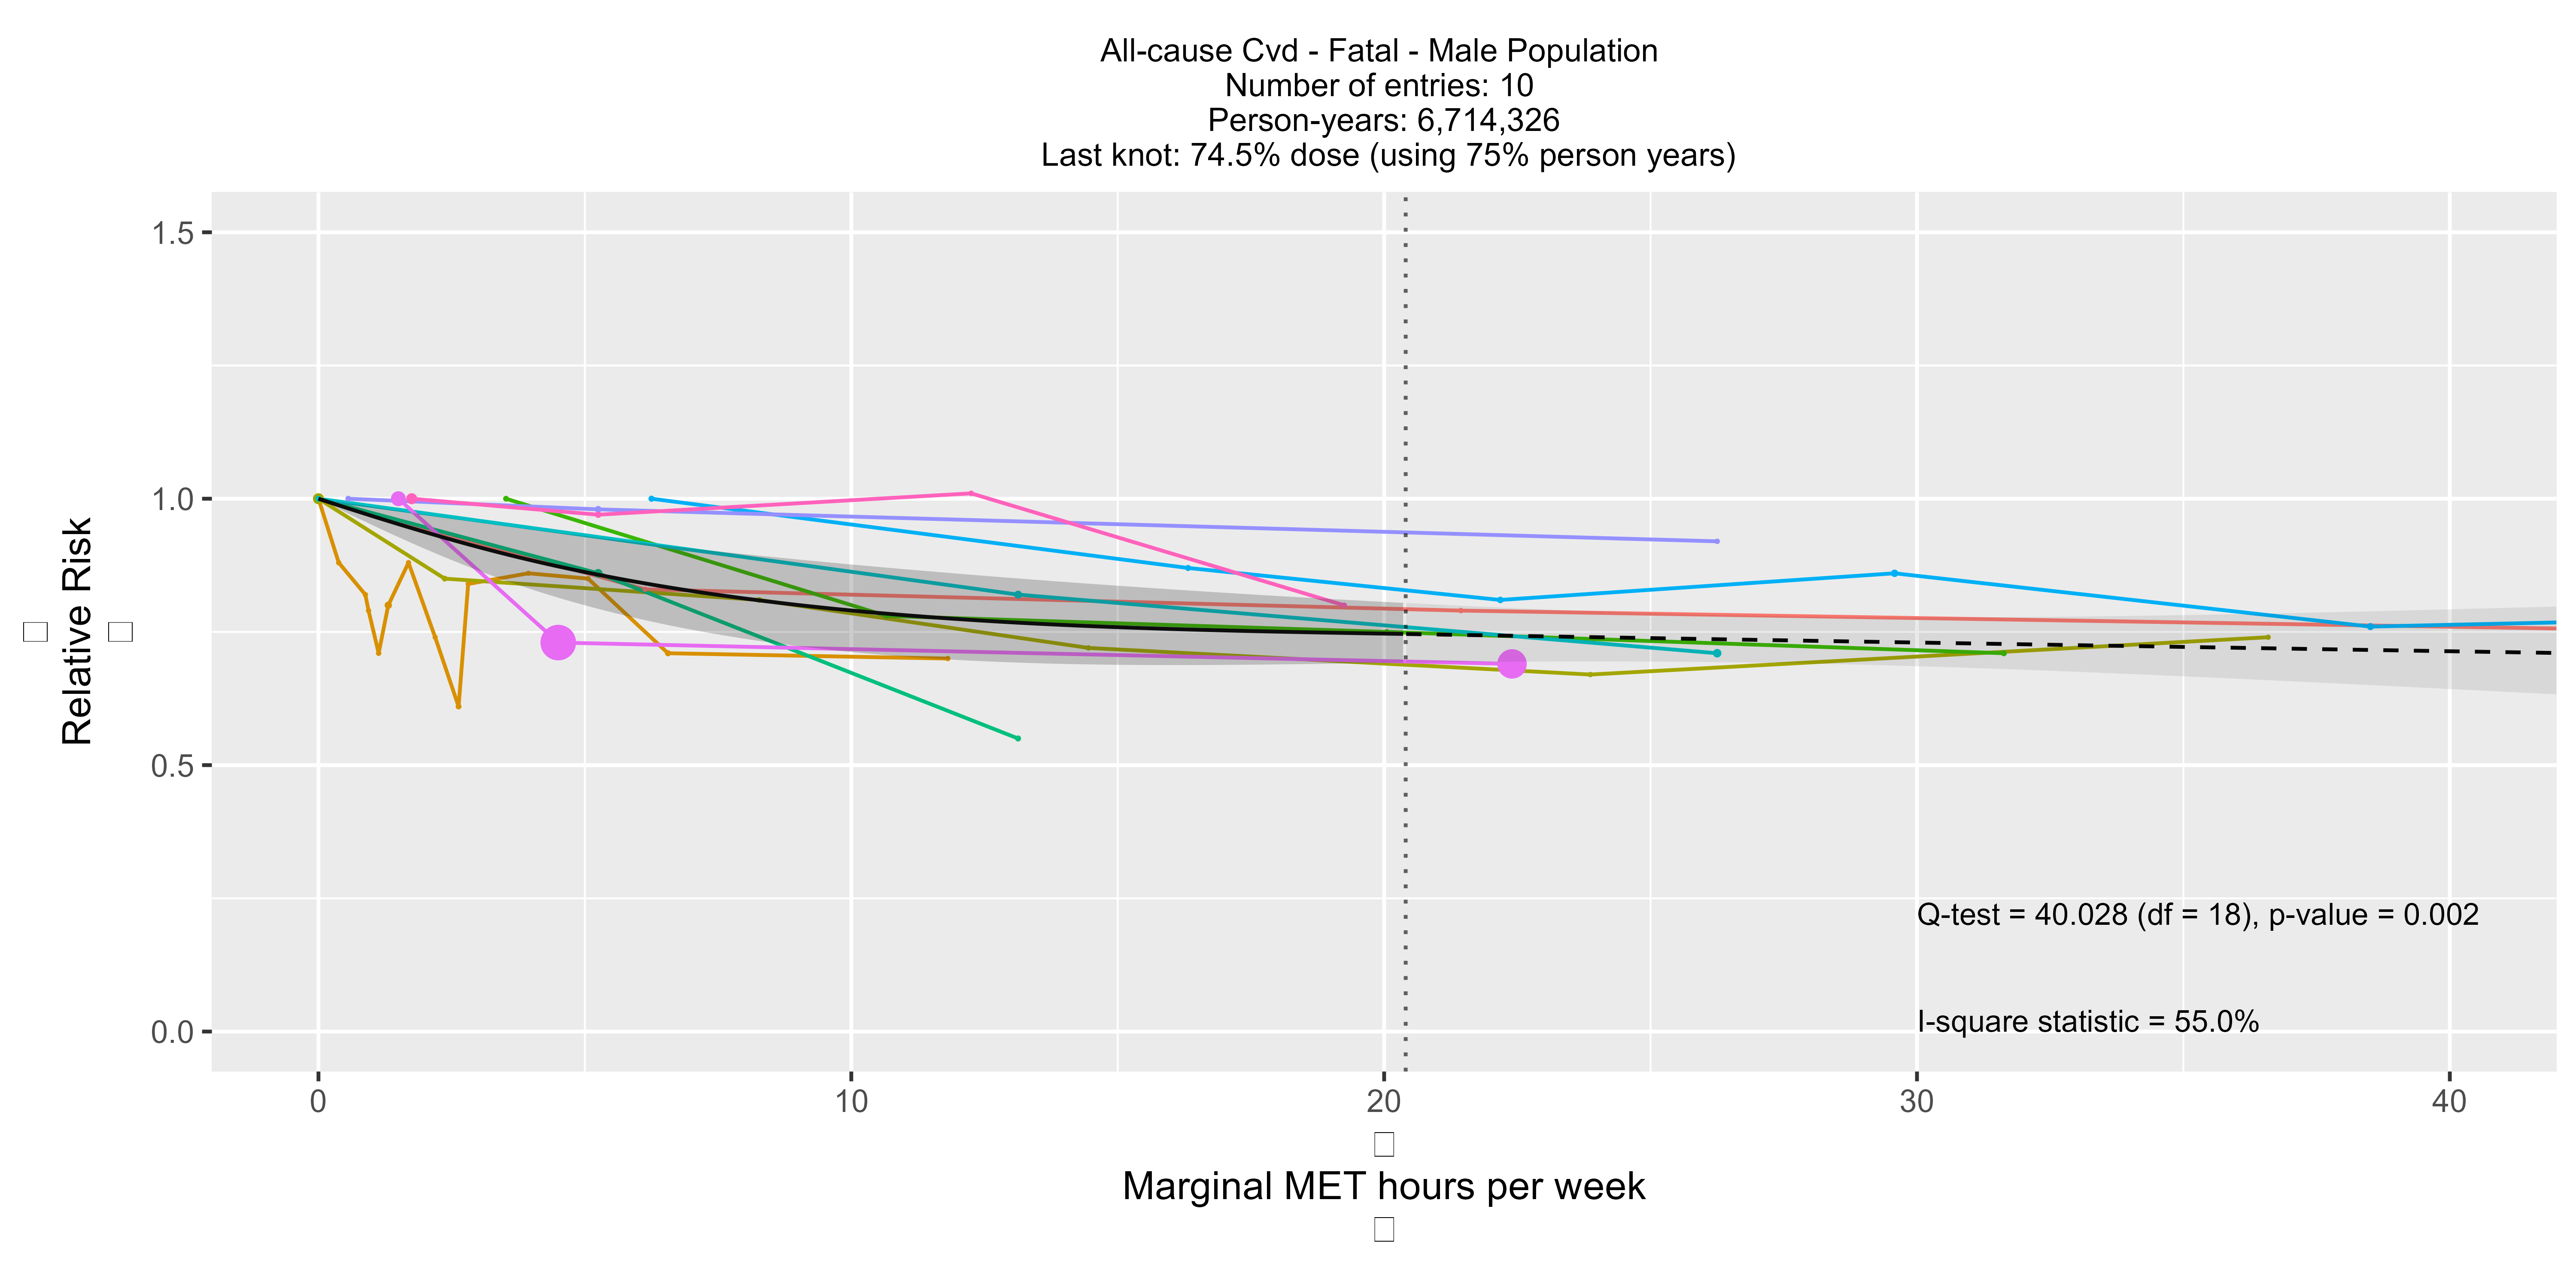 All-cause Cvd - Fatal - Male Population
Number of entries: 10
Person-years: 6,714,326
Last knot: 74.5% dose (using 75% person years)
1.5
1.0
0.5
0.0
Relative Risk
Q-test = 40.028 (df = 18), p-value = 0.002
I-square statistic = 55.0%
0 10 20 30 40
Marginal MET hours per week